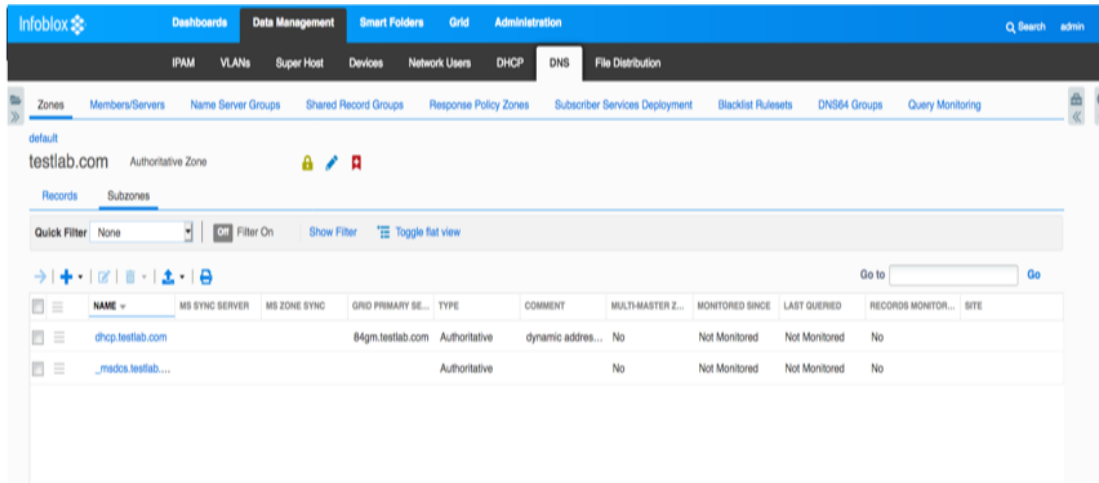 Infoblox Dashboards Data Management Smart Folders Grid Administration Search admin
IPAM VLANs Super Host Devices Network Users DHCP DNS File Distribution
Zones Members/Servers Name Server Groups Shared Record Groups Response Policy Zones Subscriber Services Deployment Blacklist Rulesets DNS64 Groups Query Monitoring
default
testlab.com Authoritative Zone
Records Subzones
Quick Filter None Off Filter On Show Filter Toggle flat view
Go to Go
NAME MS SYNC SERVER MS ZONE SYNC GRID PRIMARY SE... TYPE COMMENT MULTI-MASTER Z... MONITORED SINCE LAST QUERIED RECORDS MONITOR... SITE
dhcp.testlab.com 84gm.testlab.com Authoritative dynamic addres... No Not Monitored Not Monitored No
_msdcs.testlab.... Authoritative No Not Monitored Not Monitored No